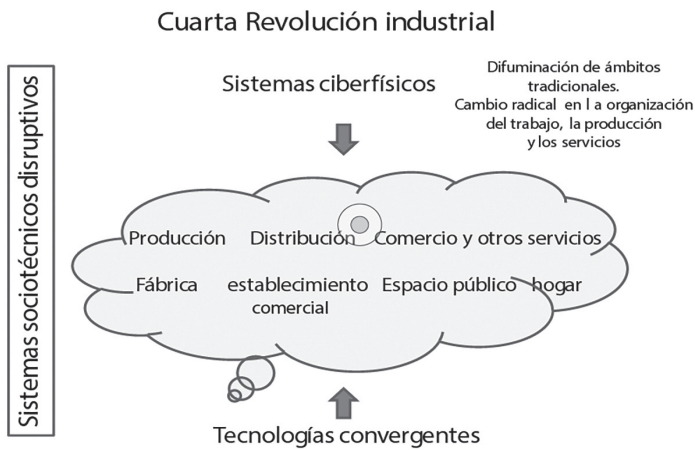 Cuarta Revolución industrial
Sistemas ciberfísicos
Difuminación de ámbitos
tradicionales.
Cambio radical en l a organización
del trabajo, la producción
y los servicios
Sistemas sociotécnicos disruptivos
Producción Distribución Comercio y otros servicios
Fábrica establecimiento Espacio público hogar
comercial
Tecnologías convergentes